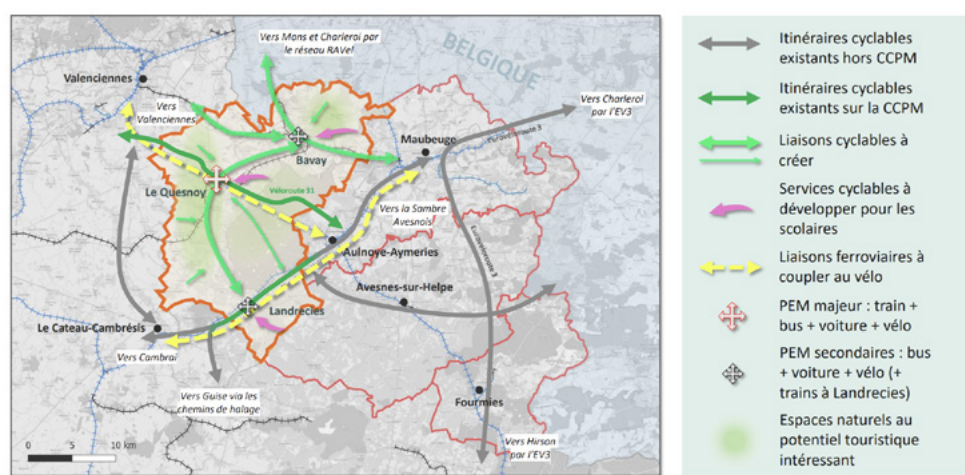 Vers Mons et Charleroi par
le réseau RAVel
BELGIQUE
Valenciennes
Vers
Valenciennes
Vers Charleroi
par l'EV3
Maubeuge
Eurovéloroute 3
Bavay
Le Quesnoy
Véloroute 31
Vers la Sambre
Avesnois
Aulnoye-Aymeries
Eurovéloroute 3
Avesnes-sur-Helpe
Landrecies
Le Cateau-Cambrésis
Vers Cambrai
Vers Guise via les
chemins de halage
Fourmies
Vers Hirson
par l'EV3
0 5 10 km
Itinéraires cyclables
existants hors CCPM
Itinéraires cyclables
existants sur la CCPM
Liaisons cyclables à
créer
Services cyclables à
développer pour les
scolaires
Liaisons ferroviaires à
coupler au vélo
PEM majeur : train +
bus + voiture + vélo
PEM secondaires : bus
+ voiture + vélo (+
trains à Landrecies)
Espaces naturels au
potentiel touristique
intéressant